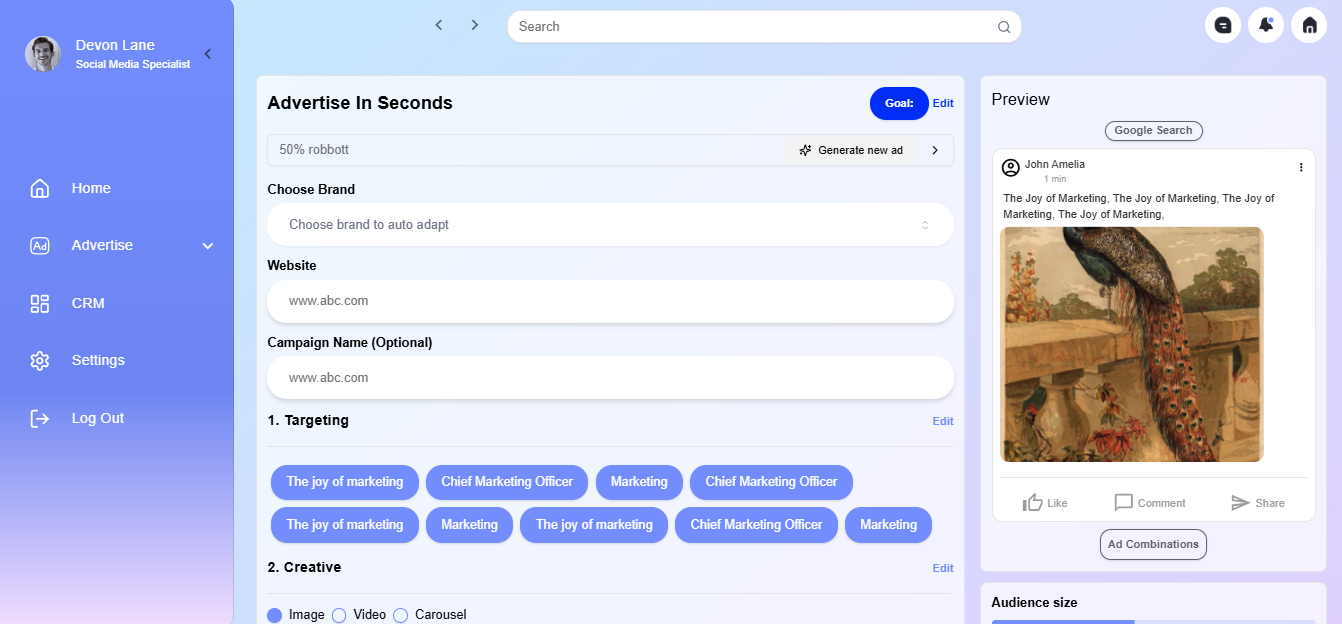 Devon Lane
Social Media Specialist
Home
Ad Advertise
CRM
Settings
Log Out
Search
Advertise In Seconds
Goal: Edit
50% robbott
Generate new ad
Choose Brand
Choose brand to auto adapt
Website
www.abc.com
Campaign Name (Optional)
www.abc.com
1. Targeting Edit
The joy of marketing Chief Marketing Officer Marketing Chief Marketing Officer
The joy of marketing Marketing The joy of marketing Chief Marketing Officer Marketing
2. Creative Edit
Image Video Carousel
Preview
Google Search
John Amelia
1 min
The Joy of Marketing, The Joy of Marketing, The Joy of
Marketing, The Joy of Marketing,
Like Comment Share
Ad Combinations
Audience size